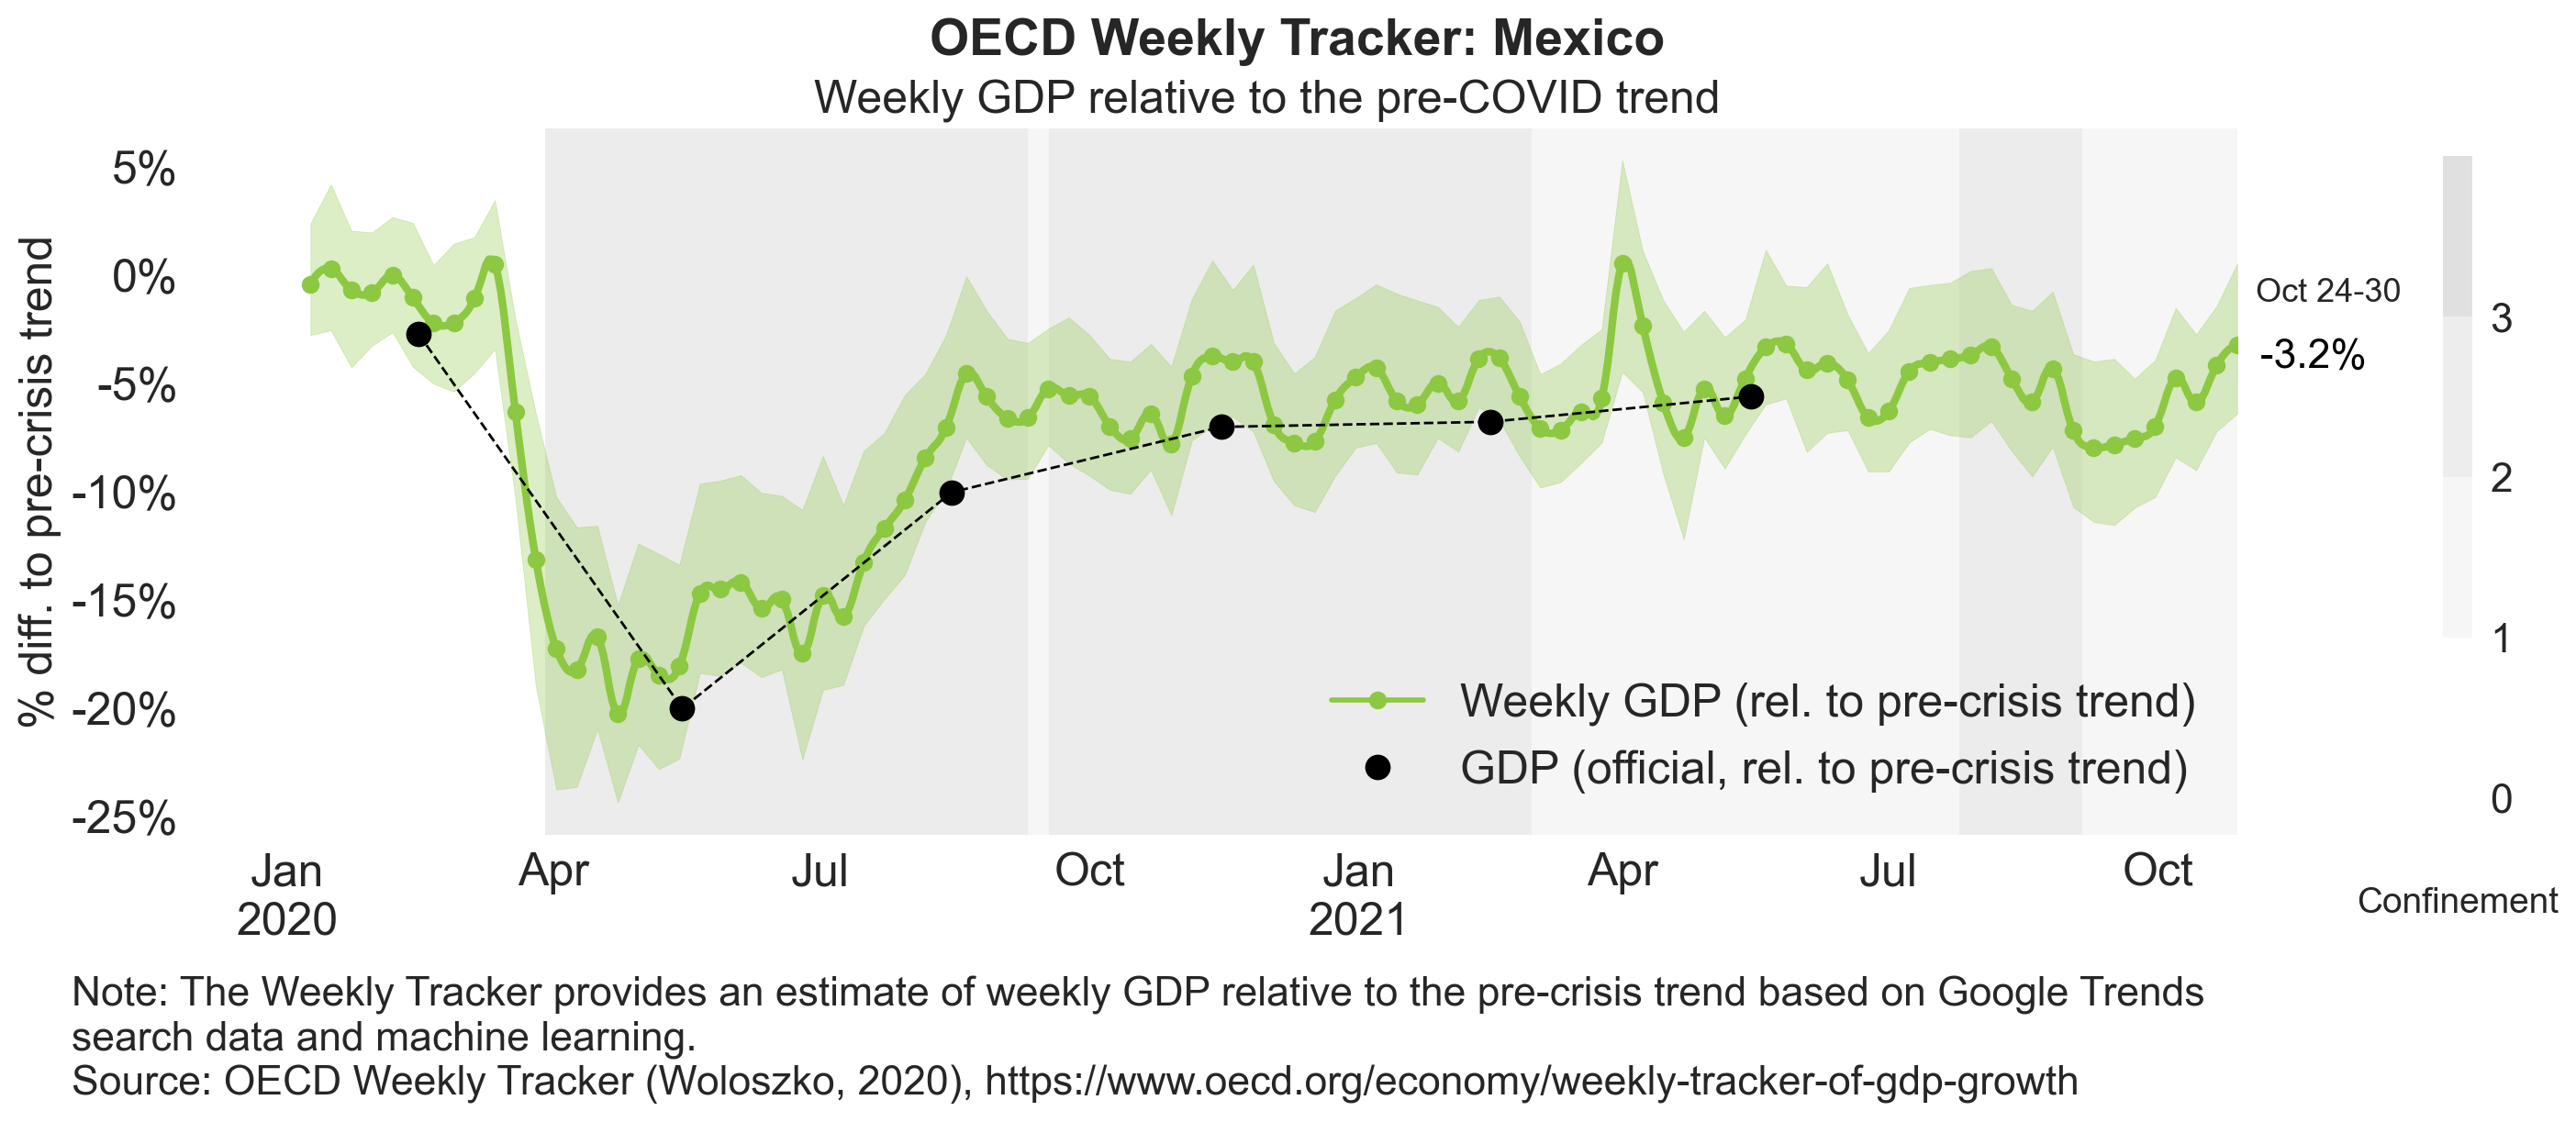 OECD Weekly Tracker: Mexico
Weekly GDP relative to the pre-COVID trend
% diff. to pre-crisis trend
5%
0%
-5%
-10%
-15%
-20%
-25%
Jan
2020
Apr
Jul
Oct
Jan
2021
Apr
Jul
Oct
Weekly GDP (rel. to pre-crisis trend)
GDP (official, rel. to pre-crisis trend)
Oct 24-30
-3.2%
3
2
1
0
Confinement
Note: The Weekly Tracker provides an estimate of weekly GDP relative to the pre-crisis trend based on Google Trends
search data and machine learning.
Source: OECD Weekly Tracker (Woloszko, 2020), https://www.oecd.org/economy/weekly-tracker-of-gdp-growth